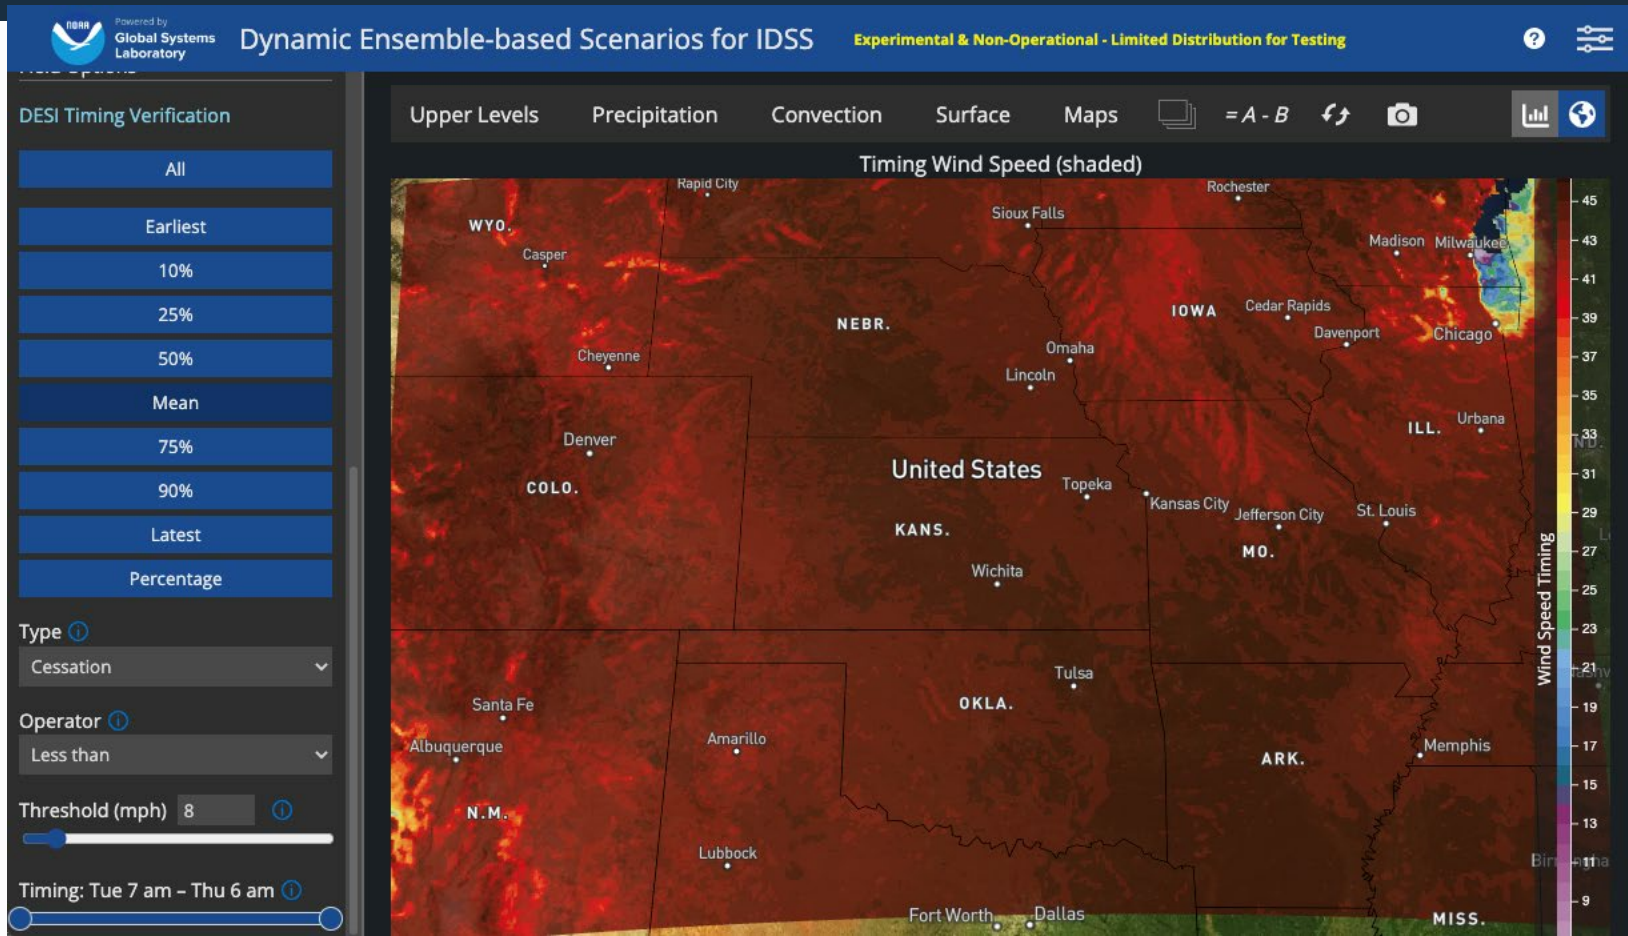 NOAA
Powered by
Global Systems
Laboratory
Dynamic Ensemble-based Scenarios for IDSS
Experimental & Non-Operational - Limited Distribution for Testing
?
Field Options
DESI Timing Verification
All
Earliest
10%
25%
50%
Mean
75%
90%
Latest
Percentage
Type
Cessation
Operator
Less than
Threshold (mph) 8
Timing: Tue 7 am – Thu 6 am
Upper Levels Precipitation Convection Surface Maps = A - B
Timing Wind Speed (shaded)
Rapid City
Rochester
Sioux Falls
WYO.
Madison Milwaukee
Casper
IOWA
Cedar Rapids
NEBR.
Davenport
Chicago
Omaha
Cheyenne
Lincoln
Urbana
ILL.
Denver
United States
COLO.
Topeka
Kansas City
Jefferson City
St. Louis
KANS.
MO.
Wichita
Tulsa
Santa Fe
OKLA.
Albuquerque
Amarillo
Memphis
ARK.
N.M.
Lubbock
Fort Worth
Dallas
MISS.
Wind Speed Timing
45
43
41
39
37
35
33
31
29
27
25
23
21
19
17
15
13
11
9